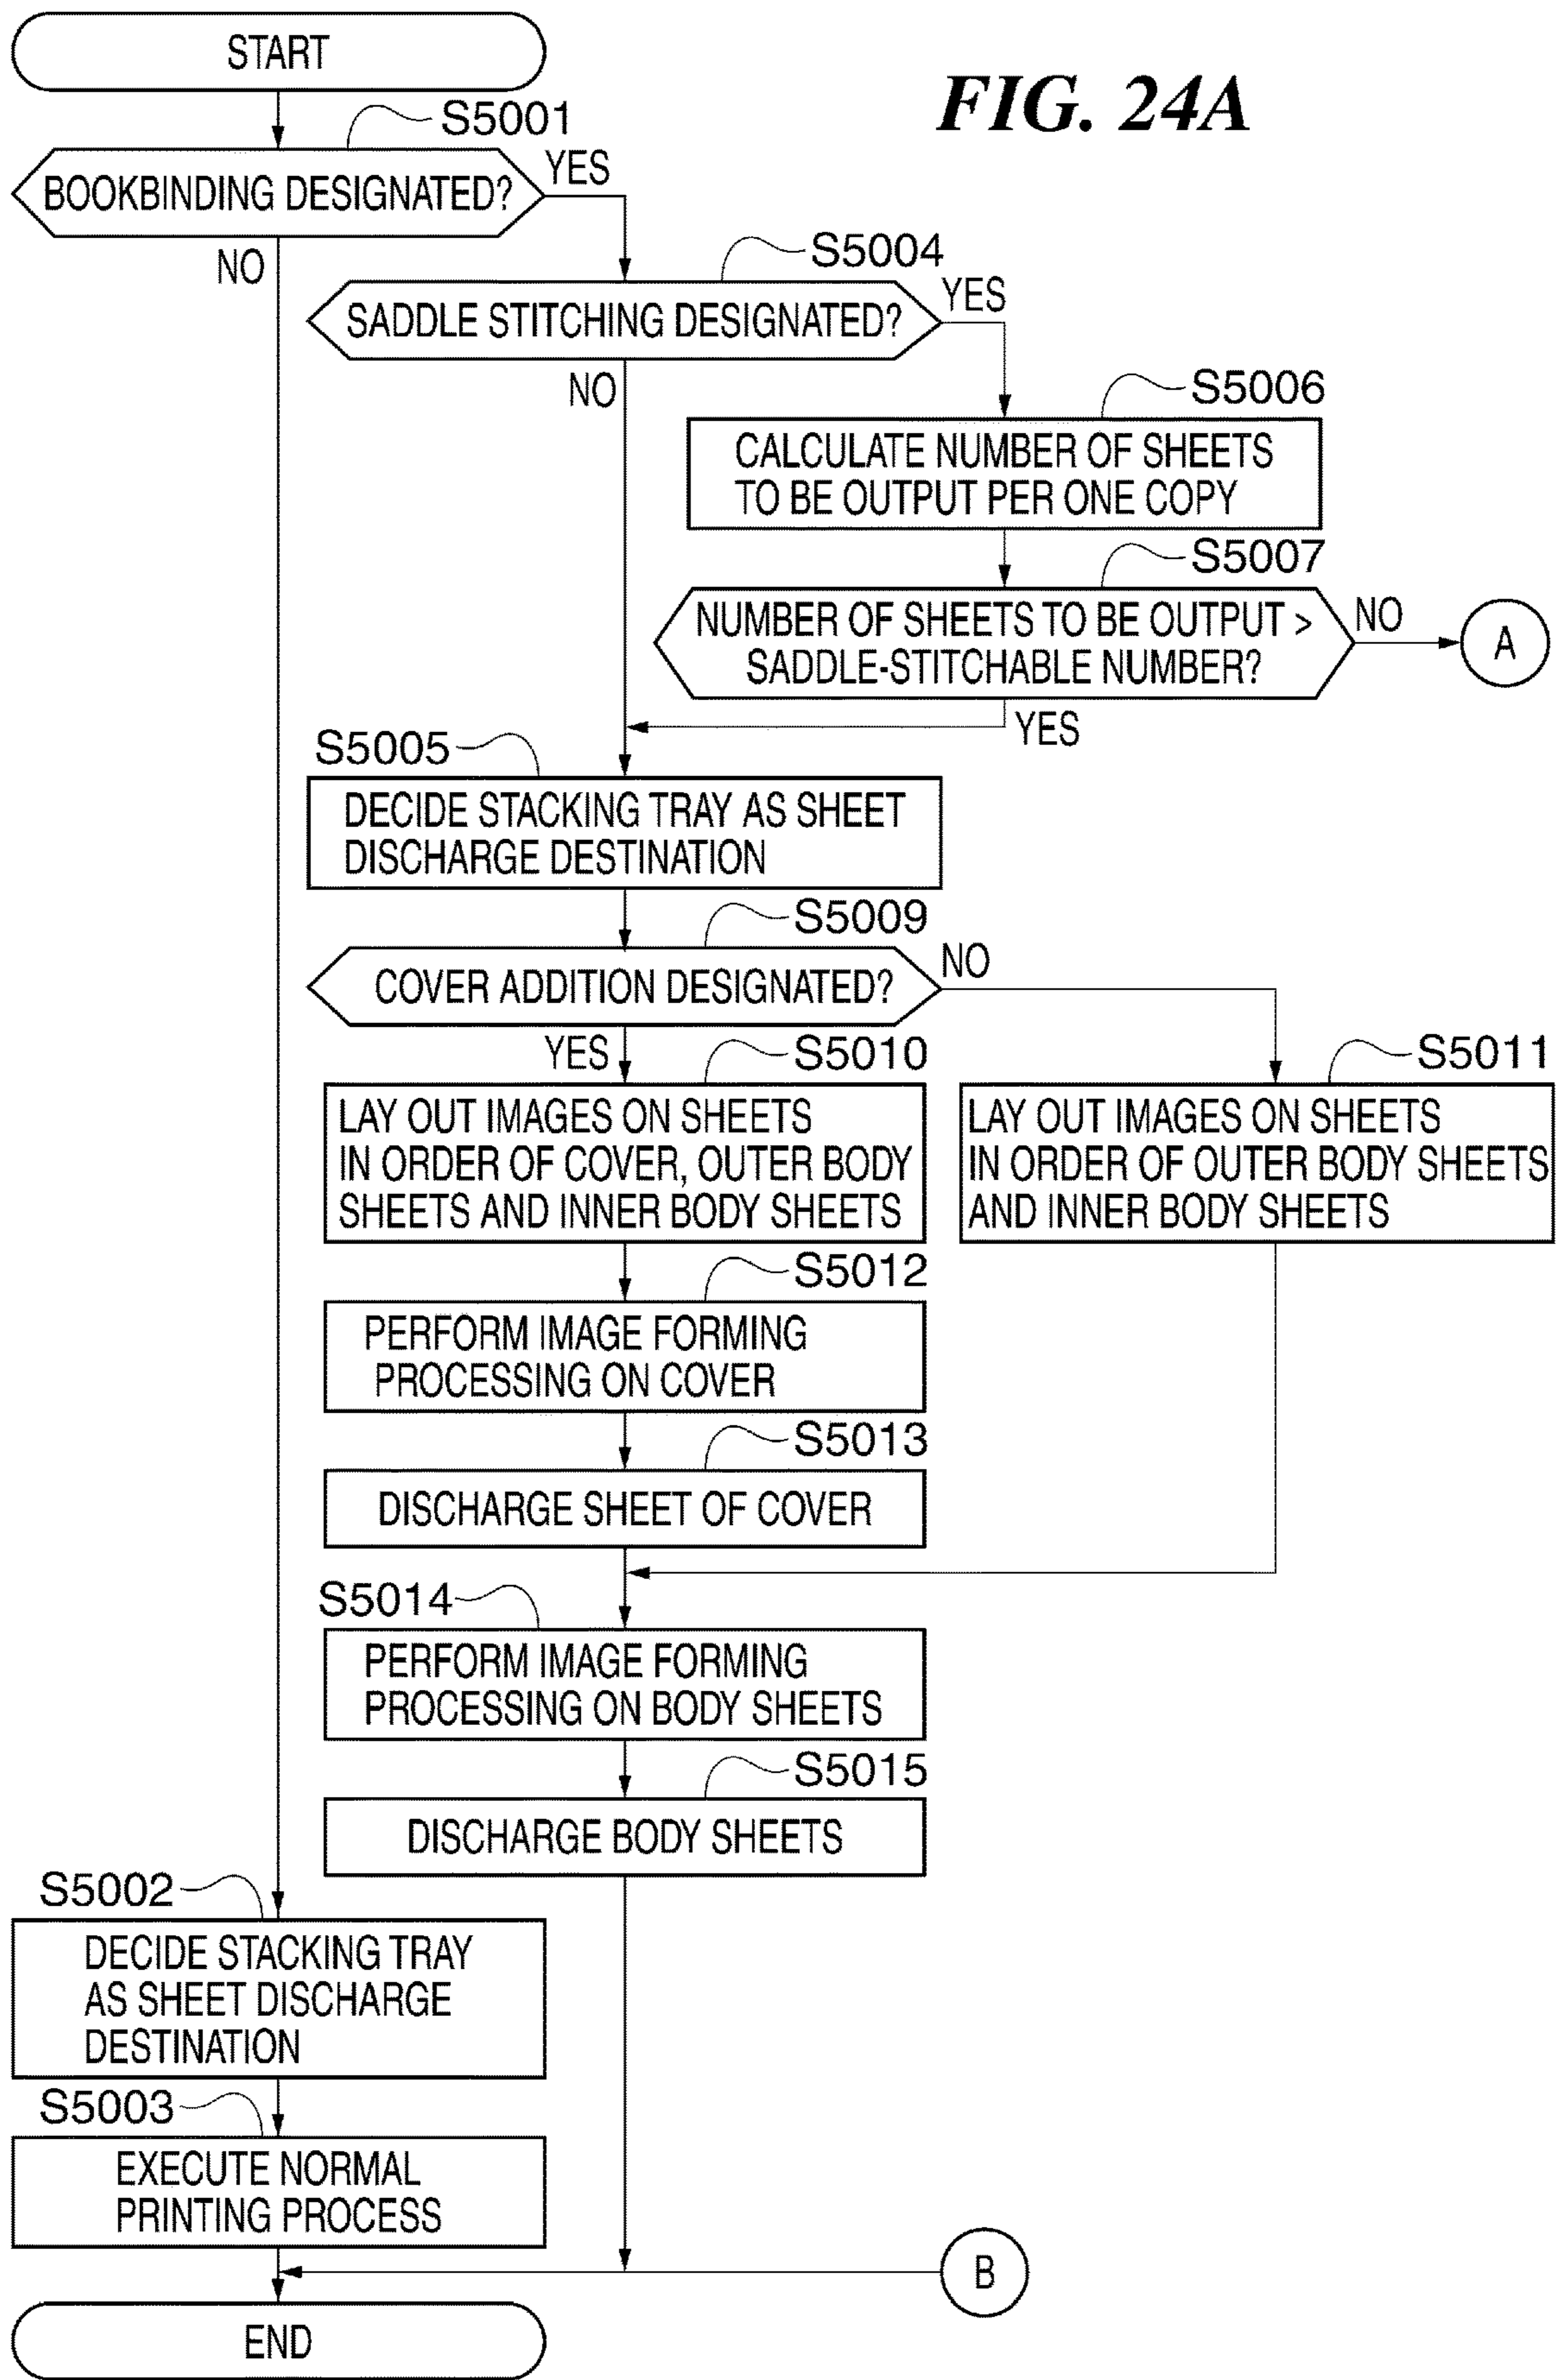 FIG. 24A
START
S5001
BOOKBINDING DESIGNATED?
YES
NO
S5004
SADDLE STITCHING DESIGNATED?
YES
NO
S5006
CALCULATE NUMBER OF SHEETS
TO BE OUTPUT PER ONE COPY
S5007
NUMBER OF SHEETS TO BE OUTPUT >
SADDLE-STITCHABLE NUMBER?
NO
A
YES
S5005
DECIDE STACKING TRAY AS SHEET
DISCHARGE DESTINATION
S5009
COVER ADDITION DESIGNATED?
NO
YES
S5010
LAY OUT IMAGES ON SHEETS
IN ORDER OF COVER, OUTER BODY
SHEETS AND INNER BODY SHEETS
S5011
LAY OUT IMAGES ON SHEETS
IN ORDER OF OUTER BODY SHEETS
AND INNER BODY SHEETS
S5012
PERFORM IMAGE FORMING
PROCESSING ON COVER
S5013
DISCHARGE SHEET OF COVER
S5014
PERFORM IMAGE FORMING
PROCESSING ON BODY SHEETS
S5015
DISCHARGE BODY SHEETS
S5002
DECIDE STACKING TRAY
AS SHEET DISCHARGE
DESTINATION
S5003
EXECUTE NORMAL
PRINTING PROCESS
B
END